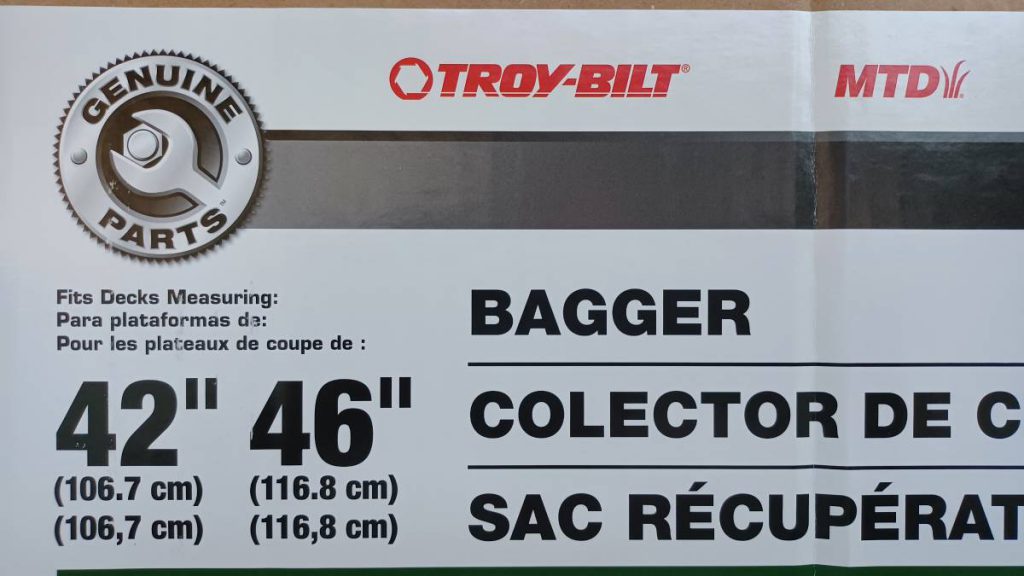 GENUINE
PARTS™
TROY-BILT®
MTD
Fits Decks Measuring:
Para plataformas de:
Pour les plateaux de coupe de :
42" 46"
(106.7 cm) (116.8 cm)
(106,7 cm) (116,8 cm)
BAGGER
COLECTOR DE C
SAC RÉCUPÉRAT